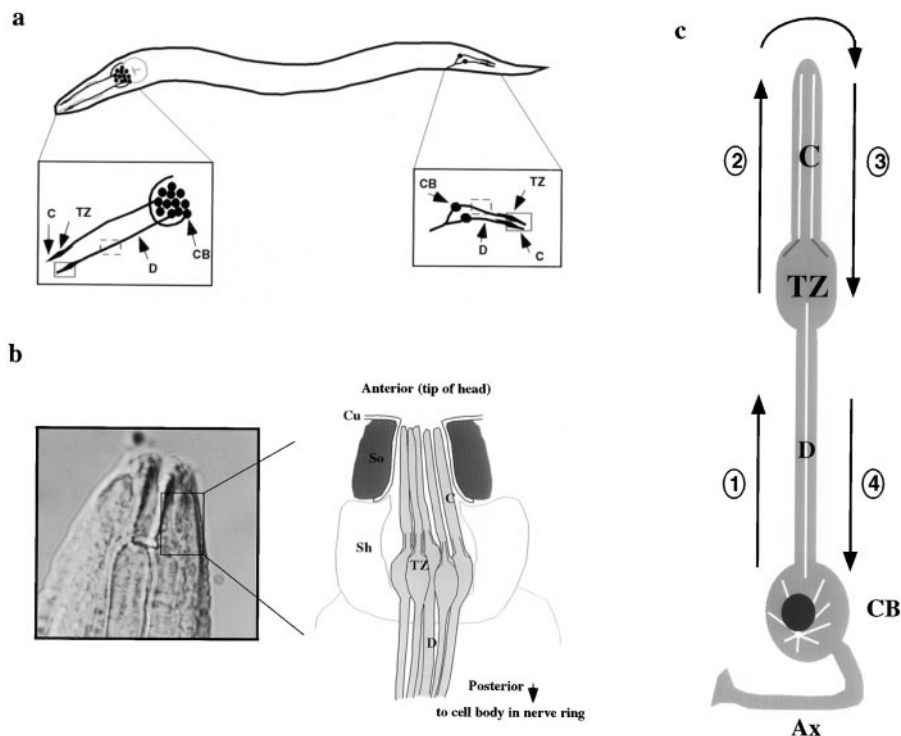 a
C
TZ
D
CB
CB
TZ
D
C
b
Anterior (tip of head)
Cu
So
C
Sh
TZ
D
Posterior
to cell body in nerve ring
c
2
C
3
TZ
1
D
4
CB
Ax